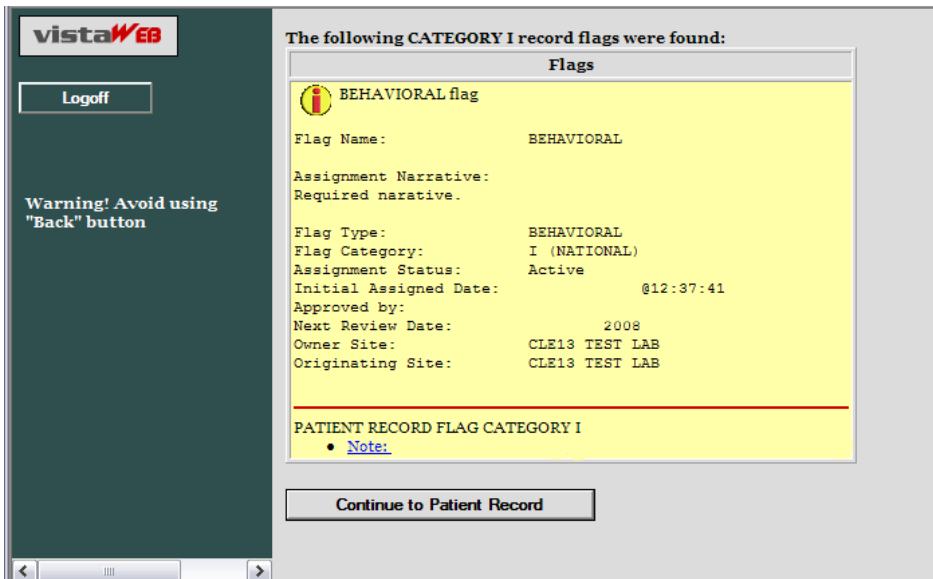 vistaWEB
Logoff
Warning! Avoid using
"Back" button
The following CATEGORY I record flags were found:
Flags
BEHAVIORAL flag
Flag Name: BEHAVIORAL
Assignment Narrative:
Required narative.
Flag Type: BEHAVIORAL
Flag Category: I (NATIONAL)
Assignment Status: Active
Initial Assigned Date: @12:37:41
Approved by:
Next Review Date: 2008
Owner Site: CLE13 TEST LAB
Originating Site: CLE13 TEST LAB
PATIENT RECORD FLAG CATEGORY I
• Note:
Continue to Patient Record